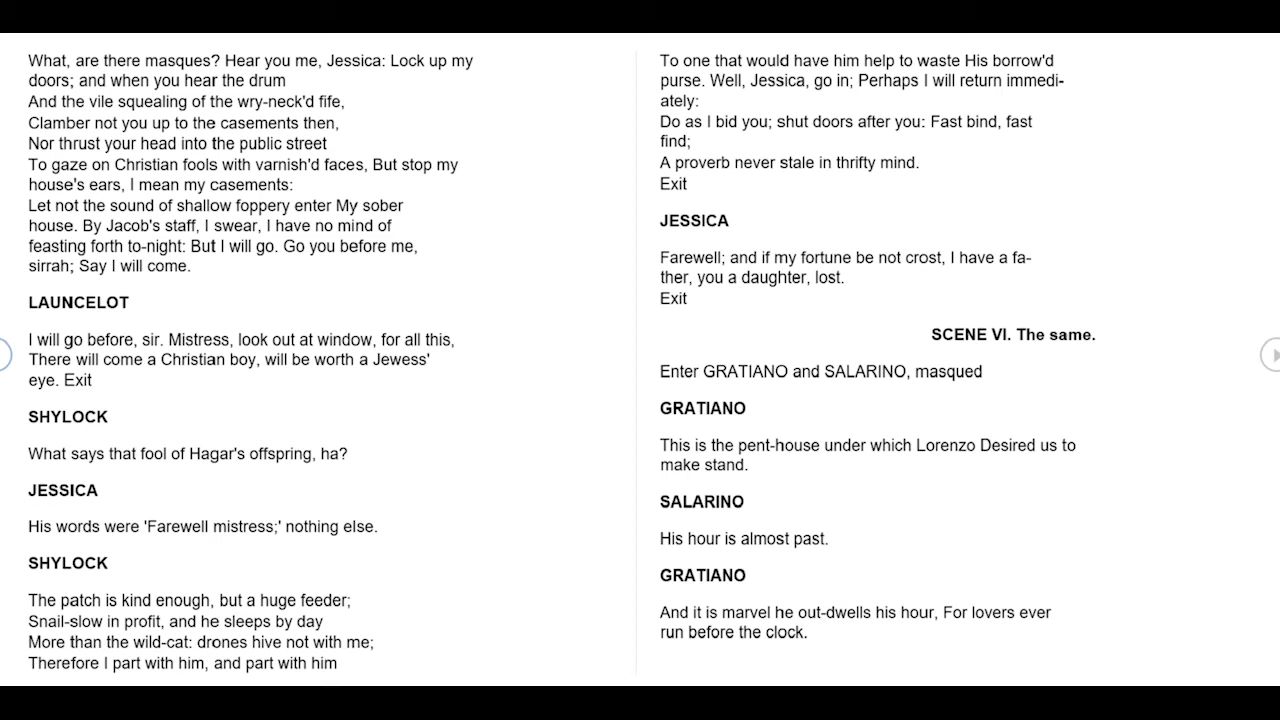 What, are there masques? Hear you me, Jessica: Lock up my
doors; and when you hear the drum
And the vile squealing of the wry-neck'd fife,
Clamber not you up to the casements then,
Nor thrust your head into the public street
To gaze on Christian fools with varnish'd faces, But stop my
house's ears, I mean my casements:
Let not the sound of shallow foppery enter My sober
house. By Jacob's staff, I swear, I have no mind of
feasting forth to-night: But I will go. Go you before me,
sirrah; Say I will come.
LAUNCELOT
I will go before, sir. Mistress, look out at window, for all this,
There will come a Christian boy, will be worth a Jewess'
eye. Exit
SHYLOCK
What says that fool of Hagar's offspring, ha?
JESSICA
His words were 'Farewell mistress;' nothing else.
SHYLOCK
The patch is kind enough, but a huge feeder;
Snail-slow in profit, and he sleeps by day
More than the wild-cat: drones hive not with me;
Therefore I part with him, and part with him
To one that would have him help to waste His borrow'd
purse. Well, Jessica, go in; Perhaps I will return immedi-
ately:
Do as I bid you; shut doors after you: Fast bind, fast
find;
A proverb never stale in thrifty mind.
Exit
JESSICA
Farewell; and if my fortune be not crost, I have a fa-
ther, you a daughter, lost.
Exit
SCENE VI. The same.
Enter GRATIANO and SALARINO, masqued
GRATIANO
This is the pent-house under which Lorenzo Desired us to
make stand.
SALARINO
His hour is almost past.
GRATIANO
And it is marvel he out-dwells his hour, For lovers ever
run before the clock.